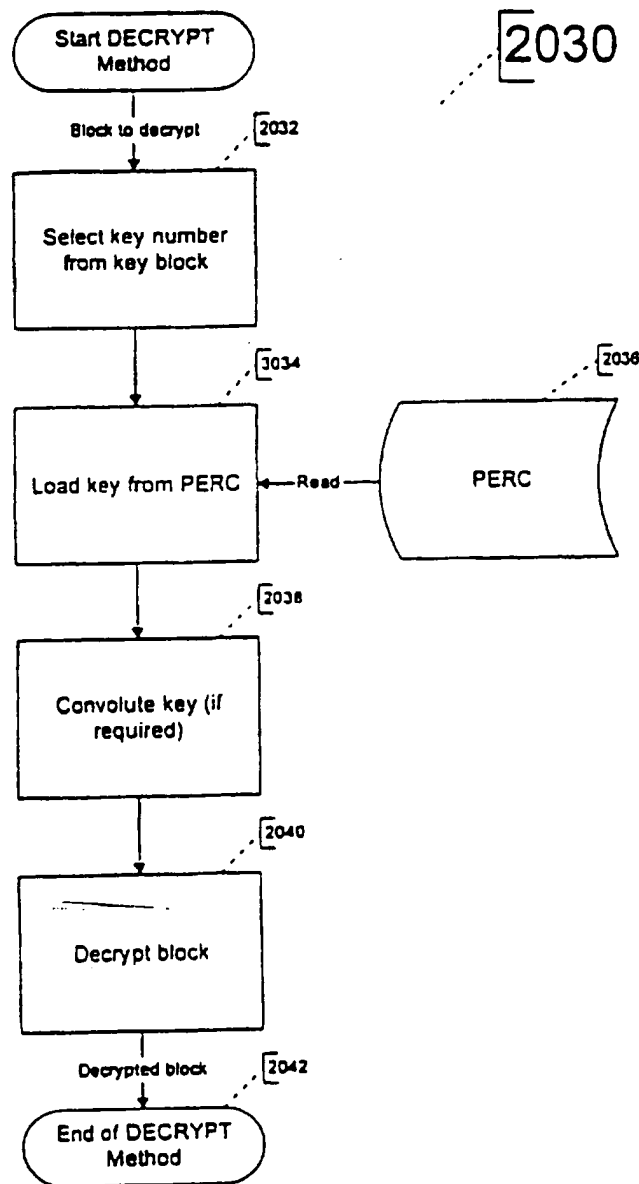 Start DECRYPT
Method
2030
Block to decrypt
2032
Select key number
from key block
3034
2036
Load key from PERC
Read
PERC
2038
Convolute key (if
required)
2040
Decrypt block
Decrypted block
2042
End of DECRYPT
Method